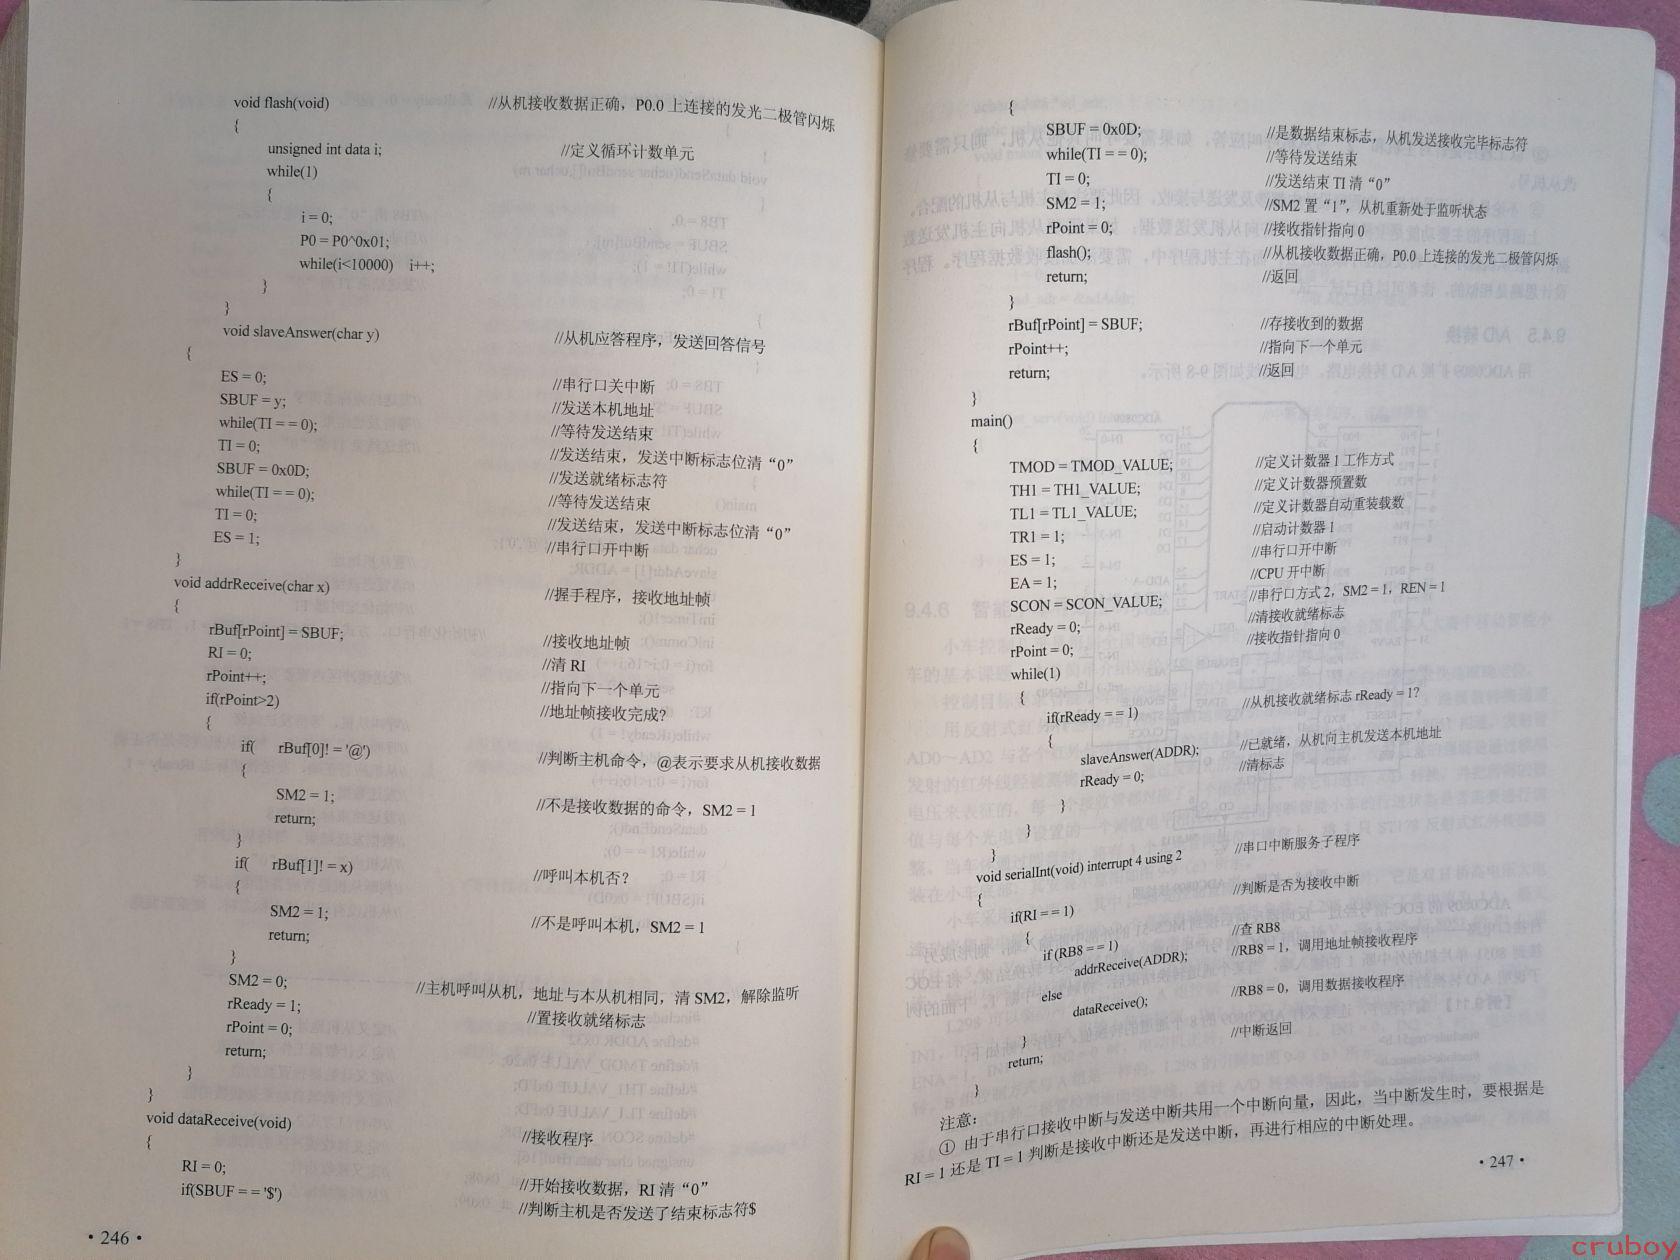 void flash(void) //从机接收数据正确，P0.0 上连接的发光二极管闪烁
{
unsigned int data i; //定义循环计数单元
while(1)
{
i = 0;
P0 = P0^0x01;
while(i<10000) i++;
}
}
void slaveAnswer(char y) //从机应答程序，发送回答信号
{
ES = 0; //串行口关中断
SBUF = y; //发送本机地址
while(TI = = 0); //等待发送结束
TI = 0; //发送结束，发送中断标志位清“0”
SBUF = 0x0D; //发送就绪标志符
while(TI = = 0); //等待发送结束
TI = 0; //发送结束，发送中断标志位清“0”
ES = 1; //串行口开中断
}
void addrReceive(char x) //握手程序，接收地址帧
{
rBuf[rPoint] = SBUF; //接收地址帧
RI = 0; //清 RI
rPoint++; //指向下一个单元
if(rPoint>2) //地址帧接收完成?
{
if( rBuf[0]! = '@') //判断主机命令，@表示要求从机接收数据
{
SM2 = 1; //不是接收数据的命令，SM2 = 1
return;
}
if( rBuf[1]! = x) //呼叫本机否?
{
SM2 = 1; //不是呼叫本机，SM2 = 1
return;
}
SM2 = 0; //主机呼叫从机，地址与本从机相同，清 SM2，解除监听
rReady = 1; //置接收就绪标志
rPoint = 0;
return;
}
}
void dataReceive(void) //接收程序
{
RI = 0; //开始接收数据，RI 清“0”
if(SBUF = = '$') //判断主机是否发送了结束标志符$
• 246 •
{
SBUF = 0x0D; //是数据结束标志，从机发送接收完毕标志符
while(TI = = 0); //等待发送结束
TI = 0; //发送结束 TI 清“0”
SM2 = 1; //SM2 置“1”，从机重新处于监听状态
rPoint = 0; //接收指针指向 0
flash(); //从机接收数据正确，P0.0 上连接的发光二极管闪烁
return; //返回
}
rBuf[rPoint] = SBUF; //存接收到的数据
rPoint++; //指向下一个单元
return; //返回
}
main()
{
TMOD = TMOD_VALUE; //定义计数器 1 工作方式
TH1 = TH1_VALUE; //定义计数器预置数
TL1 = TL1_VALUE; //定义计数器自动重装载数
TR1 = 1; //启动计数器 1
ES = 1; //串行口开中断
EA = 1; //CPU 开中断
SCON = SCON_VALUE; //串行口方式 2，SM2 = 1，REN = 1
rReady = 0; //清接收就绪标志
rPoint = 0; //接收指针指向 0
while(1)
{
if(rReady = = 1) //从机接收就绪标志 rReady = 1?
{
slaveAnswer(ADDR); //已就绪，从机向主机发送本机地址
rReady = 0; //清标志
}
}
}
void serialInt(void) interrupt 4 using 2 //串口中断服务子程序
{
if(RI = = 1) //判断是否为接收中断
{
if (RB8 = = 1) //查 RB8
addrReceive(ADDR); //RB8 = 1，调用地址帧接收程序
else
dataReceive(); //RB8 = 0，调用数据接收程序
}
return; //中断返回
}
注意：
① 由于串行口接收中断与发送中断共用一个中断向量，因此，当中断发生时，要根据是
RI = 1 还是 TI = 1 判断是接收中断还是发送中断，再进行相应的中断处理。
• 247 •
cruboy